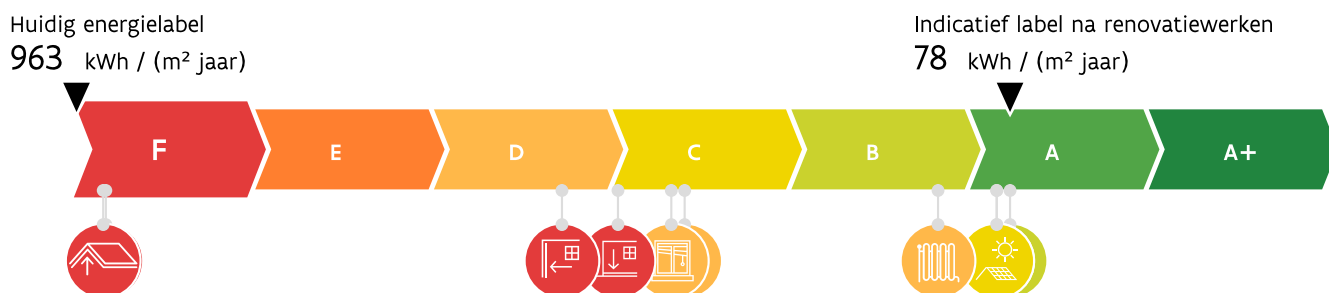 Huidig energielabel
963 kWh / (m² jaar)
Indicatief label na renovatiewerken
78 kWh / (m² jaar)
F E D C B A A+